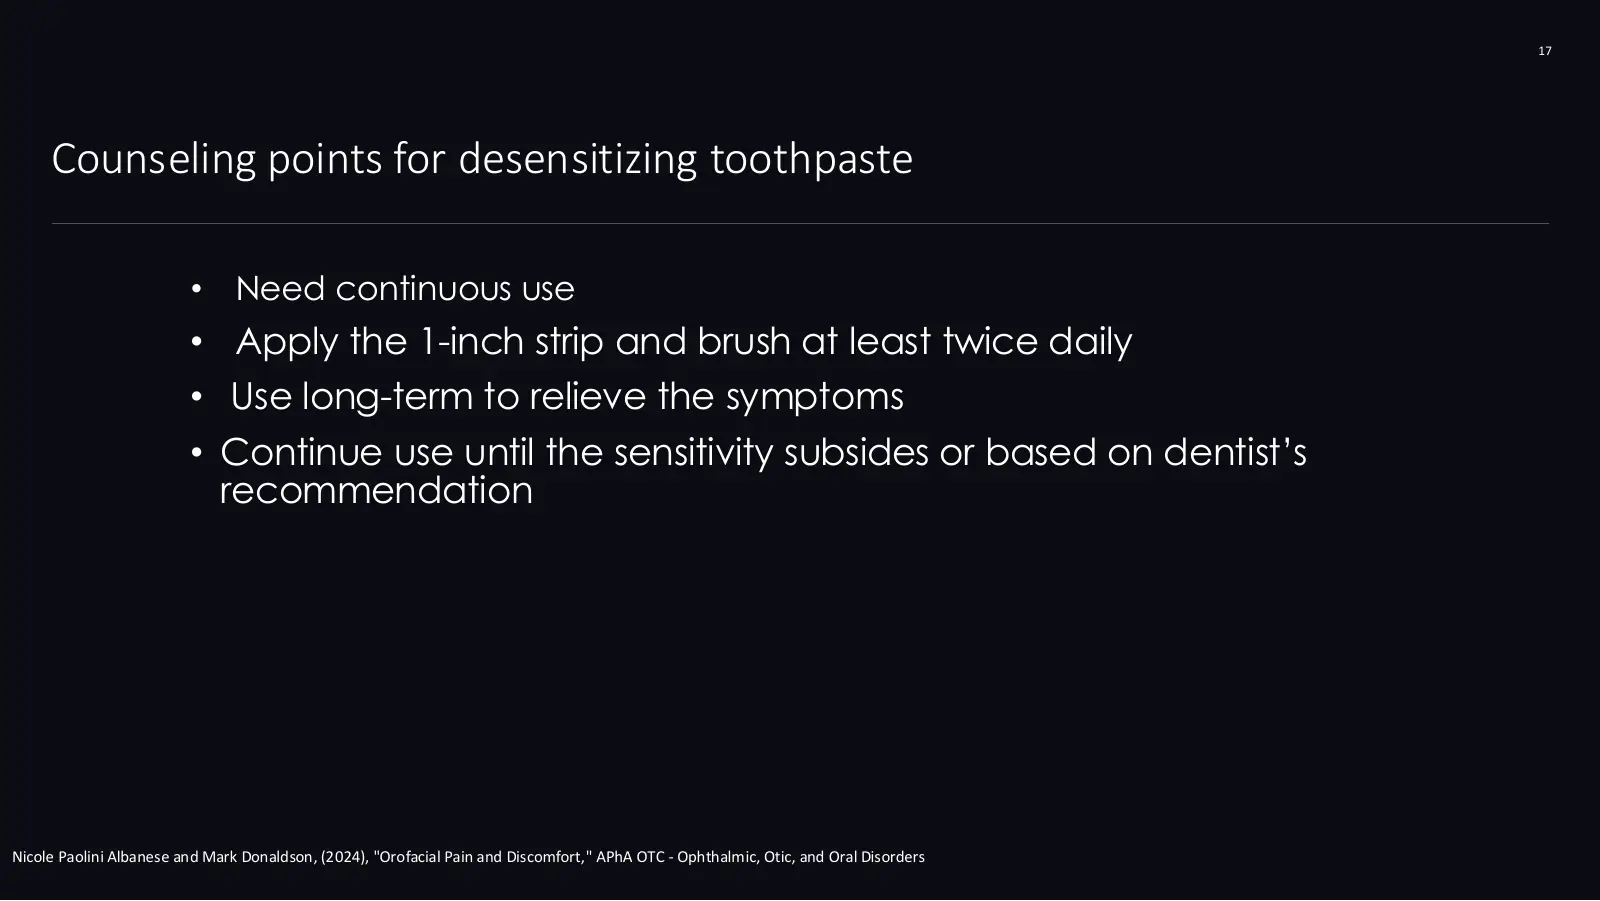 17
Counseling points for desensitizing toothpaste
• Need continuous use
• Apply the 1-inch strip and brush at least twice daily
• Use long-term to relieve the symptoms
• Continue use until the sensitivity subsides or based on dentist’s
recommendation
Nicole Paolini Albanese and Mark Donaldson, (2024), "Orofacial Pain and Discomfort," APhA OTC - Ophthalmic, Otic, and Oral Disorders